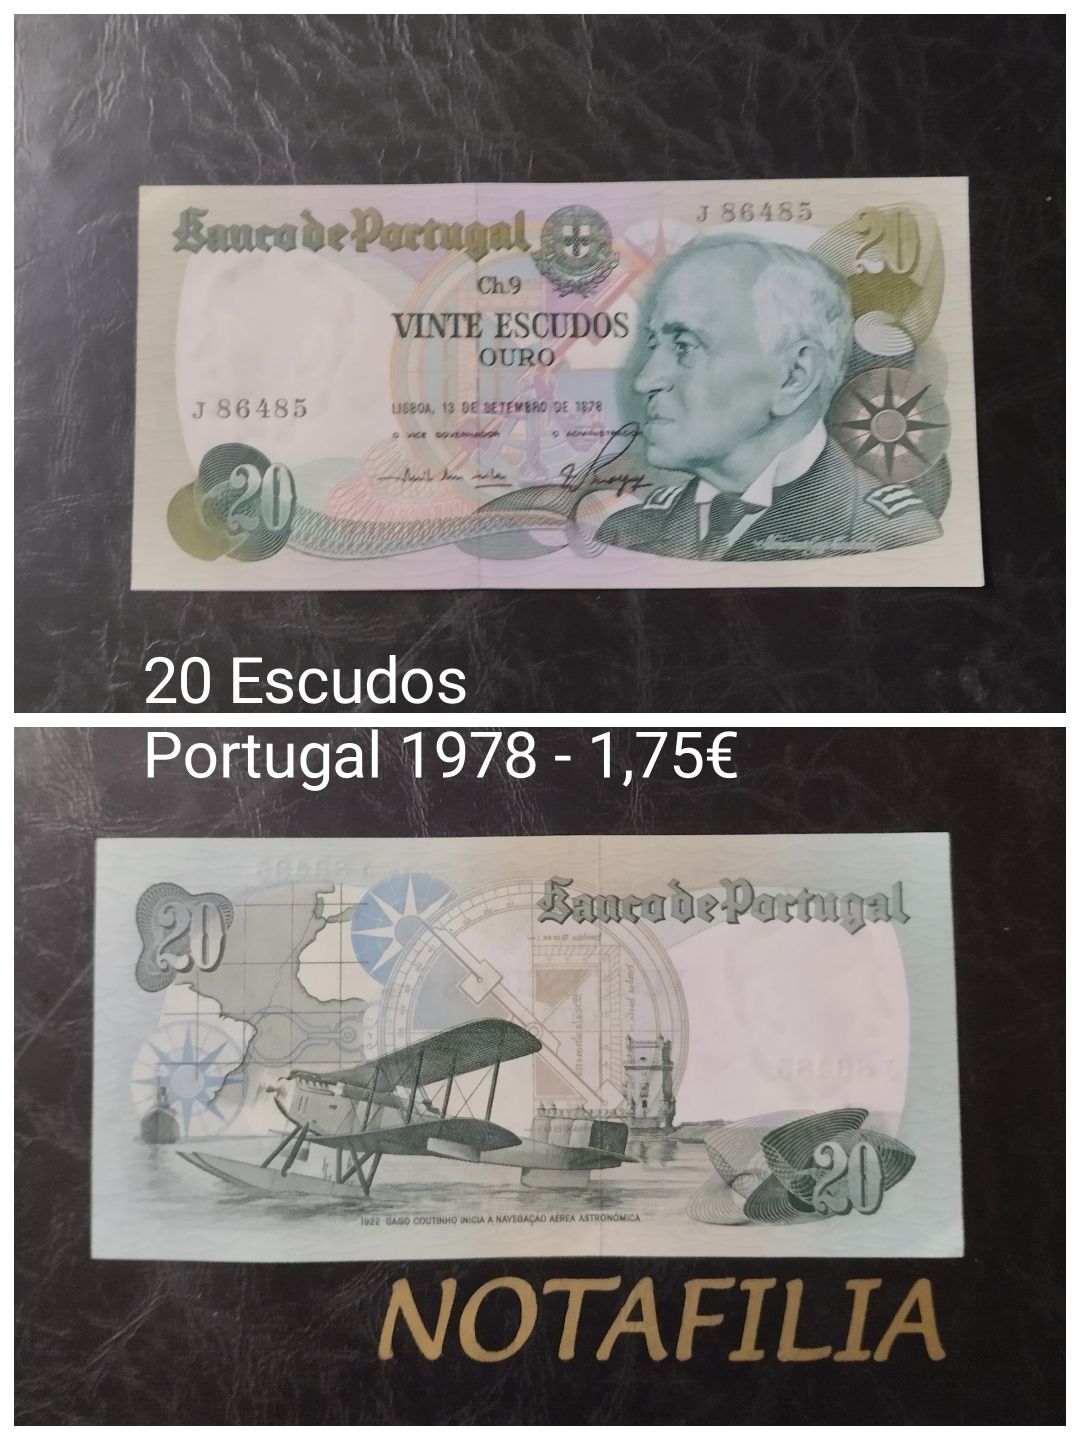 Banco de Portugal
J 86485
20
Ch.9
VINTE ESCUDOS
OURO
J 86485
LISBOA, 13 DE SETEMBRO DE 1978
O VICE GOVERNADOR O ADMINISTRADOR
20
20 Escudos
Portugal 1978 - 1,75€
20
Banco de Portugal
20
1922 GAGO COUTINHO INICIA A NAVEGAÇÃO AÉREA ASTRONÓMICA
NOTAFILIA